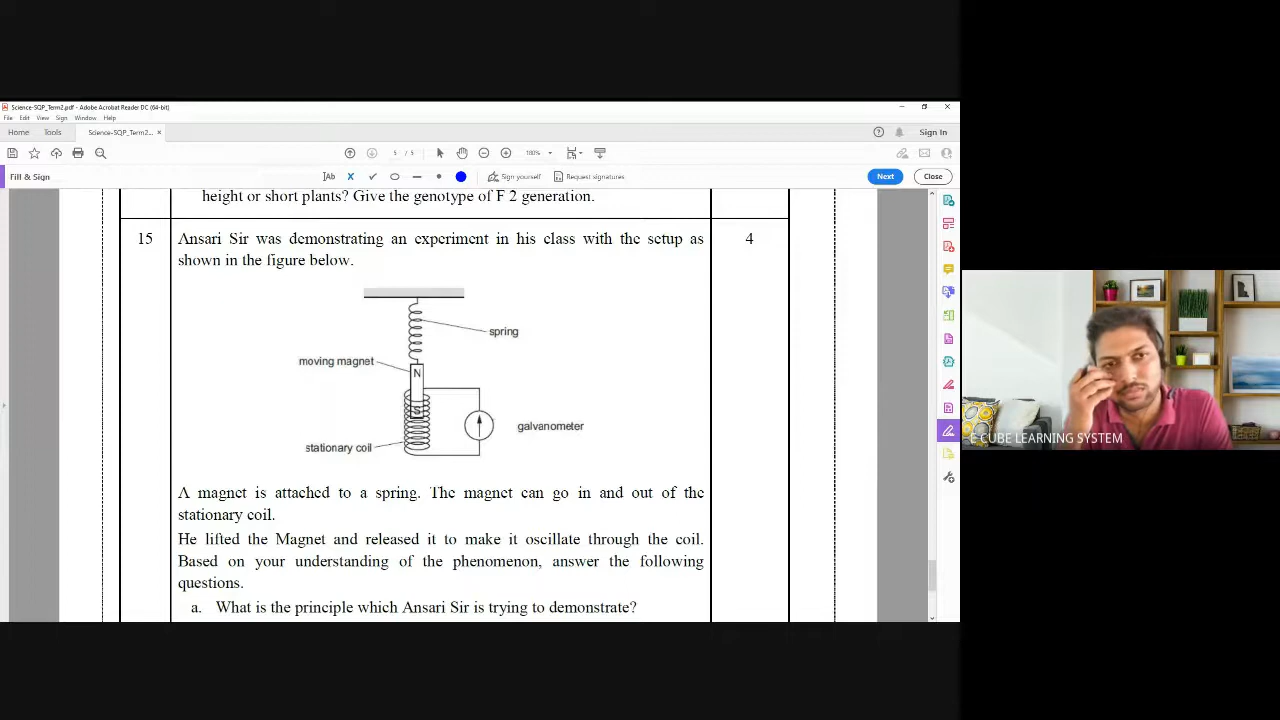 Science-SQP_Term2.pdf - Adobe Acrobat Reader DC (64-bit)
File Edit View Sign Window Help
Home Tools Science-SQP_Term2... × Sign In
5 / 5 180%
Fill & Sign Ab Sign yourself Request signatures Next Close
height or short plants? Give the genotype of F 2 generation.
15 Ansari Sir was demonstrating an experiment in his class with the setup as 4
shown in the figure below.
spring
moving magnet
N
S
galvanometer
stationary coil
A magnet is attached to a spring. The magnet can go in and out of the
stationary coil.
He lifted the Magnet and released it to make it oscillate through the coil.
Based on your understanding of the phenomenon, answer the following
questions.
a. What is the principle which Ansari Sir is trying to demonstrate?
CUBE LEARNING SYSTEM